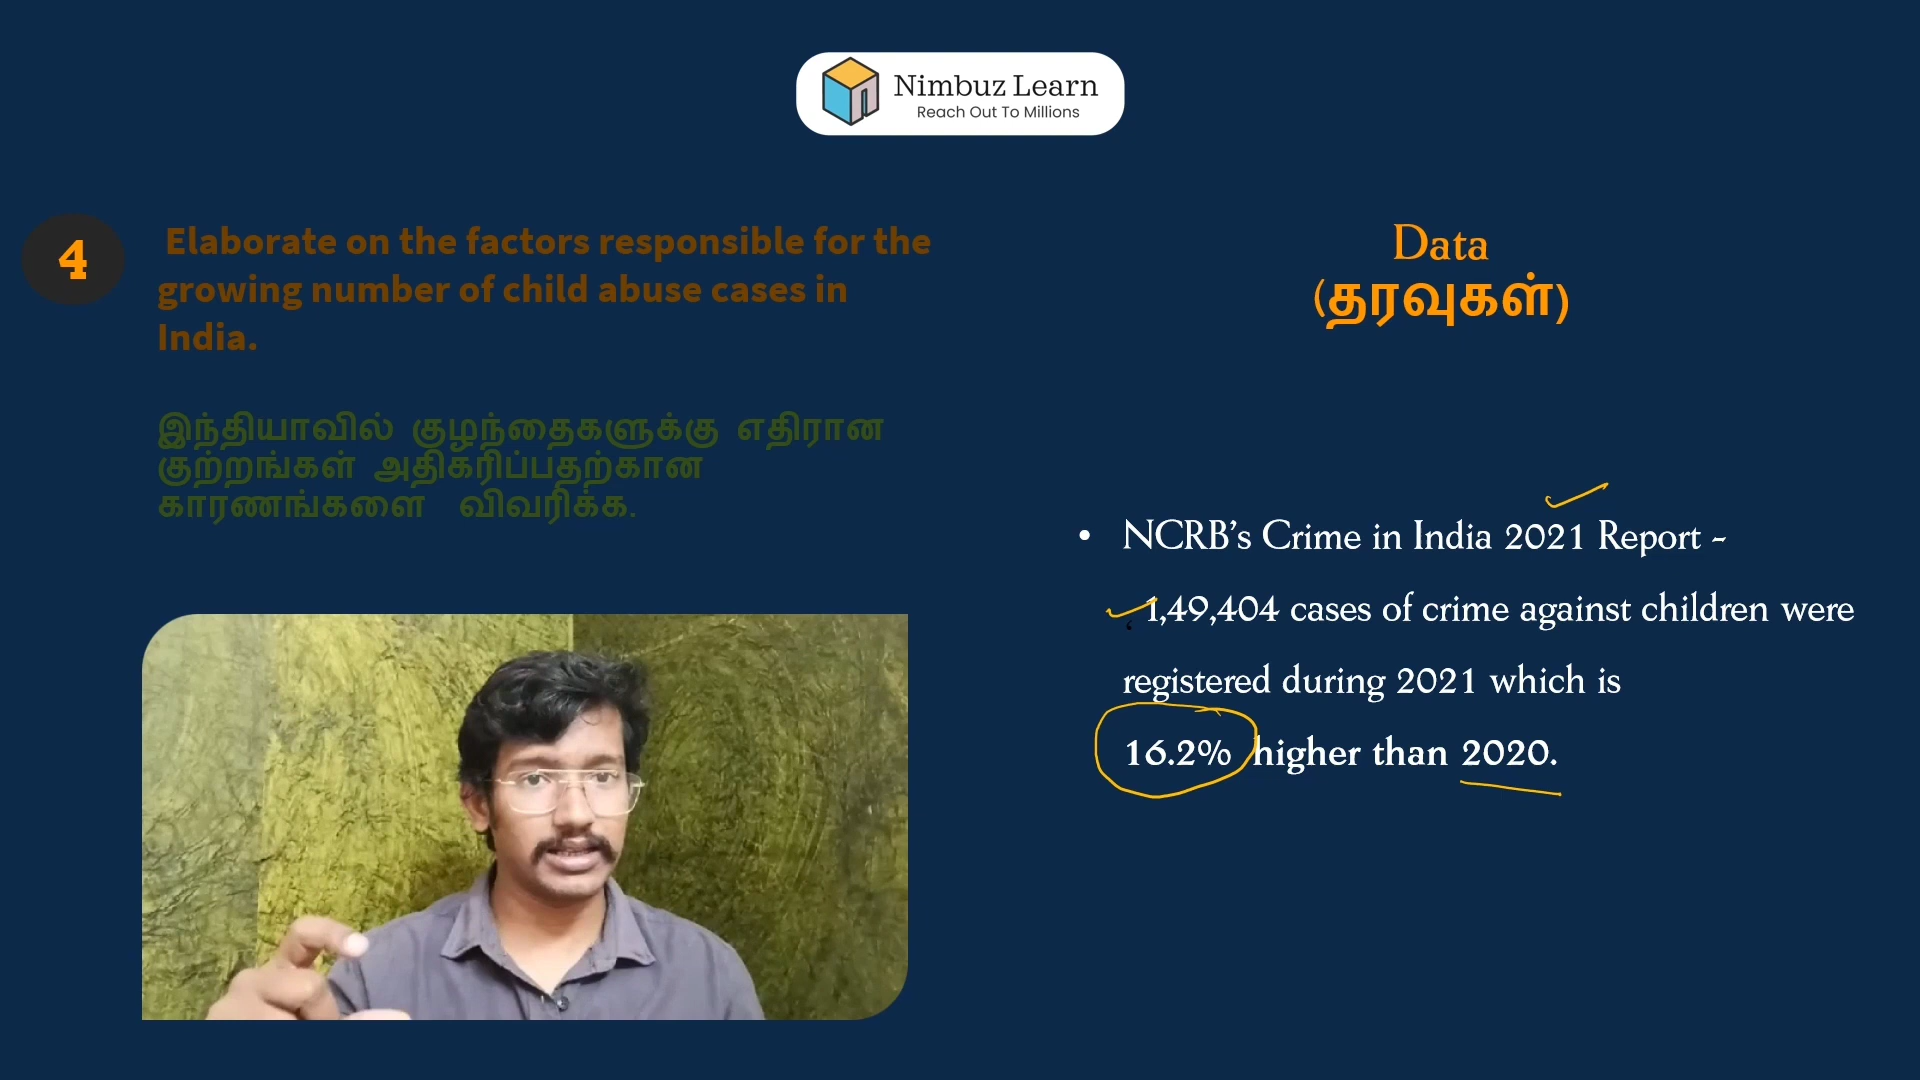 Nimbuz Learn
Reach Out To Millions
4
Elaborate on the factors responsible for the
growing number of child abuse cases in
India.
இந்தியாவில் குழந்தைகளுக்கு எதிரான
குற்றங்கள் அதிகரிப்பதற்கான
காரணங்களை விவரிக்க.
Data
(தரவுகள்)
• NCRB’s Crime in India 2021 Report -
1,49,404 cases of crime against children were
registered during 2021 which is
16.2% higher than 2020.